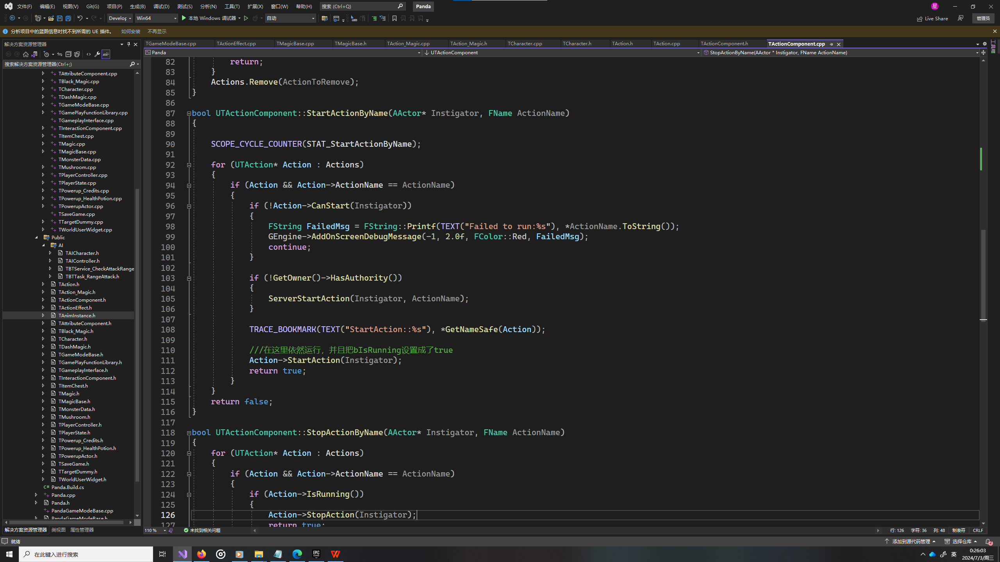 文件(F) 编辑(E) 视图(V) Git(G) 项目(P) 生成(B) 调试(D) 测试(S) 分析(N) 工具(T) 扩展(X) 窗口(W) 帮助(H) 搜索 (Ctrl+Q) Panda 星
Develop Win64 本地 Windows 调试器 自动 Live Share 管理员
分析项目中的蓝图信息时找不到所需的 UE 插件。 如何安装 不再显示
解决方案资源管理器
搜索解决方案资源管理器(Ctrl+;)
TAttributeComponent.cpp
TBlack_Magic.cpp
TCharacter.cpp
TDashMagic.cpp
TGameModeBase.cpp
TGamePlayFunctionLibrary.cpp
TGameplayInterface.cpp
TInteractionComponent.cpp
TItemChest.cpp
TMagic.cpp
TMagicBase.cpp
TMonsterData.cpp
TMushroom.cpp
TPlayerController.cpp
TPlayerState.cpp
TPowerup_Credits.cpp
TPowerup_HealthPotion.cpp
TPowerupActor.cpp
TSaveGame.cpp
TTargetDummy.cpp
TWorldUserWidget.cpp
Public
AI
TAICharacter.h
TAIController.h
TBTService_CheckAttackRange
TBTTask_RangeAttack.h
TAction.h
TAction_Magic.h
TActionComponent.h
TActionEffect.h
TAnimInstance.h
TAttributeComponent.h
TBlack_Magic.h
TCharacter.h
TDashMagic.h
TGameModeBase.h
TGamePlayFunctionLibrary.h
TGameplayInterface.h
TInteractionComponent.h
TItemChest.h
TMagic.h
TMagicBase.h
TMonsterData.h
TMushroom.h
TPlayerController.h
TPlayerState.h
TPowerup_Credits.h
TPowerup_HealthPotion.h
TPowerupActor.h
TSaveGame.h
TTargetDummy.h
TWorldUserWidget.h
C# Panda.Build.cs
Panda.cpp
Panda.h
PandaGameModeBase.cpp
PandaGameModeBase.h
解决方案资源管理器 类视图 属性管理器
TGameModeBase.cpp TActionEffect.cpp TMagicBase.cpp TMagicBase.h TAction_Magic.cpp TAction_Magic.h TCharacter.cpp TCharacter.h TAction.h TAction.cpp TActionComponent.h TActionComponent.cpp
工具箱
Panda UTActionComponent StopActionByName(AActor * Instigator, FName ActionName)
82 return;
83 }
84 Actions.Remove(ActionToRemove);
85 }
86
87 bool UTActionComponent::StartActionByName(AActor* Instigator, FName ActionName)
88 {
89
90 SCOPE_CYCLE_COUNTER(STAT_StartActionByName);
91
92 for (UTAction* Action : Actions)
93 {
94 if (Action && Action->ActionName == ActionName)
95 {
96 if (!Action->CanStart(Instigator))
97 {
98 FString FailedMsg = FString::Printf(TEXT("Failed to run:%s"), *ActionName.ToString());
99 GEngine->AddOnScreenDebugMessage(-1, 2.0f, FColor::Red, FailedMsg);
100 continue;
101 }
102
103 if (!GetOwner()->HasAuthority())
104 {
105 ServerStartAction(Instigator, ActionName);
106 }
107
108 TRACE_BOOKMARK(TEXT("StartAction::%s"), *GetNameSafe(Action));
109
110 ///在这里依然运行，并且把bIsRunning设置成了true
111 Action->StartAction(Instigator);
112 return true;
113 }
114 }
115 return false;
116 }
117
118 bool UTActionComponent::StopActionByName(AActor* Instigator, FName ActionName)
119 {
120 for (UTAction* Action : Actions)
121 {
122 if (Action && Action->ActionName == ActionName)
123 {
124 if (Action->IsRunning())
125 {
126 Action->StopAction(Instigator);
127 return true;
110 % 未找到相关问题 行: 126 字符: 36 列: 48 制表符 CRLF
就绪 添加到源代码管理 选择仓库 2
在此键入进行搜索 EPIC GAMES 英 0:26:03
2024/7/3/周三